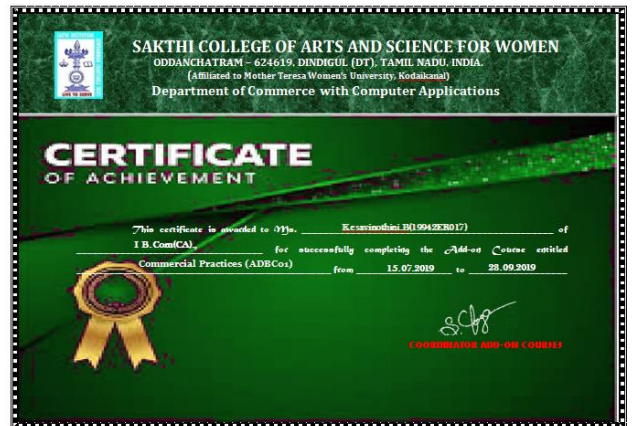 SAKTHI COLLEGE OF ARTS AND SCIENCE FOR WOMEN
ODDANCHATRAM – 624619. DINDIGUL (DT). TAMIL NADU. INDIA.
(Affiliated to Mother Teresa Women's University, Kodaikanal)
Department of Commerce with Computer Applications
LIVE TO SERVE
CERTIFICATE
OF ACHIEVEMENT
This certificate is awarded to Ms. Kesavinothini.B(19942ER017) of
I B.Com(CA), for successfully completing the Add-on Course entitled
Commercial Practices (ADBC01) from 15.07.2019 to 28.09.2019
COORDINATOR ADD-ON COURSES